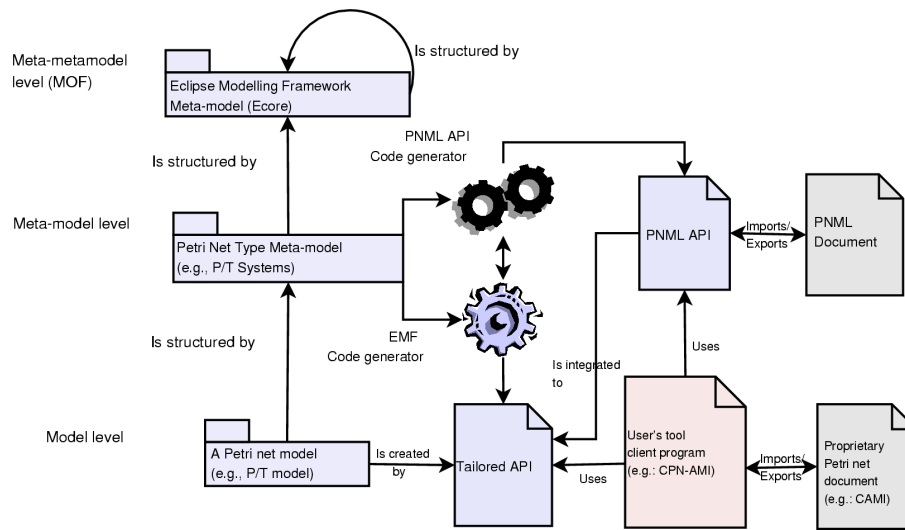 Meta-metamodel
level (MOF)
Is structured by
Eclipse Modelling Framework
Meta-model (Ecore)
PNML API
Code generator
Is structured by
Meta-model level
Petri Net Type Meta-model
(e.g., P/T Systems)
PNML API
Imports/
Exports
PNML
Document
EMF
Code generator
Is structured by
Uses
Is integrated
to
Model level
A Petri net model
(e.g., P/T model)
Is created
by
Tailored API
Uses
User's tool
client program
(e.g.: CPN-AMI)
Imports/
Exports
Proprietary
Petri net
document
(e.g.: CAMI)